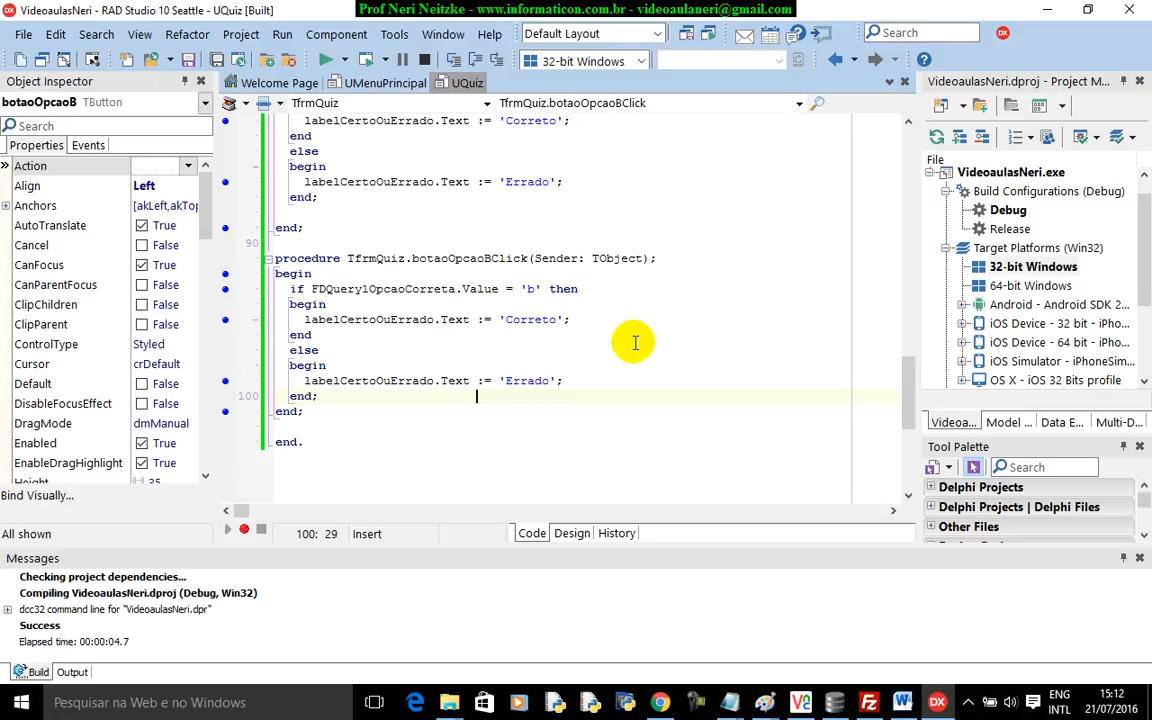 Prof Neri Neitzke - www.informaticon.com.br - videoaulaneri@gmail.com
VideoaulasNeri - RAD Studio 10 Seattle - UQuiz [Built]
File Edit Search View Refactor Project Run Component Tools Window Help
Default Layout
Search
32-bit Windows
Object Inspector
botaoOpcaoB TButton
Search
Properties Events
Action
Align Left
Anchors [akLeft,akTop
AutoTranslate True
Cancel False
CanFocus True
CanParentFocus False
ClipChildren False
ClipParent False
ControlType Styled
Cursor crDefault
Default False
DisableFocusEffect False
DragMode dmManual
Enabled True
EnableDragHighlight True
Height 35
Bind Visually...
All shown
Welcome Page UMenuPrincipal UQuiz
TfrmQuiz TfrmQuiz.botaoOpcaoBClick
labelCertoOuErrado.Text := 'Correto';
end
else
begin
labelCertoOuErrado.Text := 'Errado';
end;
end;
90
procedure TfrmQuiz.botaoOpcaoBClick(Sender: TObject);
begin
if FDQuery1OpcaoCorreta.Value = 'b' then
begin
labelCertoOuErrado.Text := 'Correto';
end
else
begin
labelCertoOuErrado.Text := 'Errado';
100 end;
end;
end.
100: 29 Insert Code Design History
VideoaulasNeri.dproj - Project M...
File
VideoaulasNeri.exe
Build Configurations (Debug)
Debug
Release
Target Platforms (Win32)
32-bit Windows
64-bit Windows
Android - Android SDK 2...
iOS Device - 32 bit - iPho...
iOS Device - 64 bit - iPho...
iOS Simulator - iPhoneSim...
OS X - iOS 32 Bits profile
Videoa... Model ... Data E... Multi-D...
Tool Palette
Search
Delphi Projects
Delphi Projects | Delphi Files
Other Files
Messages
Checking project dependencies...
Compiling VideoaulasNeri.dproj (Debug, Win32)
dcc32 command line for "VideoaulasNeri.dpr"
Success
Elapsed time: 00:00:04.7
Build Output
Pesquisar na Web e no Windows
ENG
INTL
15:12
21/07/2016